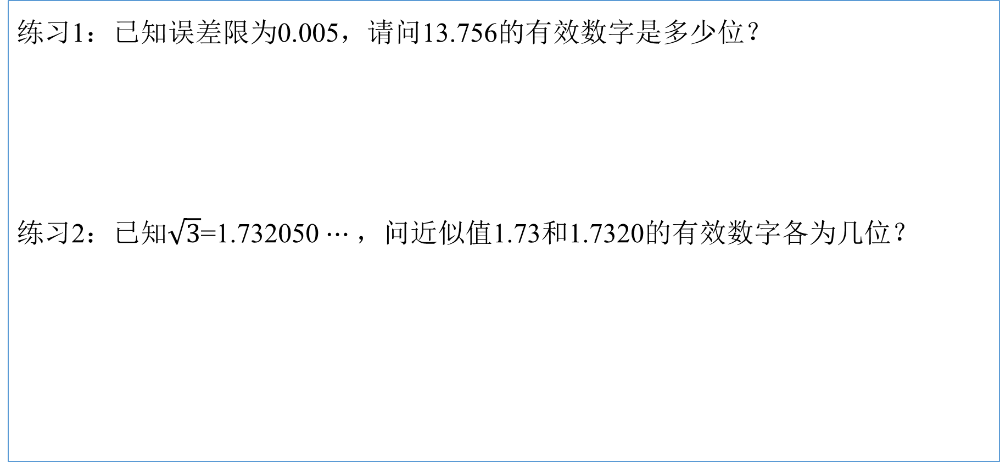 练习1：已知误差限为0.005，请问13.756的有效数字是多少位？
练习2：已知√3=1.732050 ⋯ ，问近似值1.73和1.7320的有效数字各为几位？